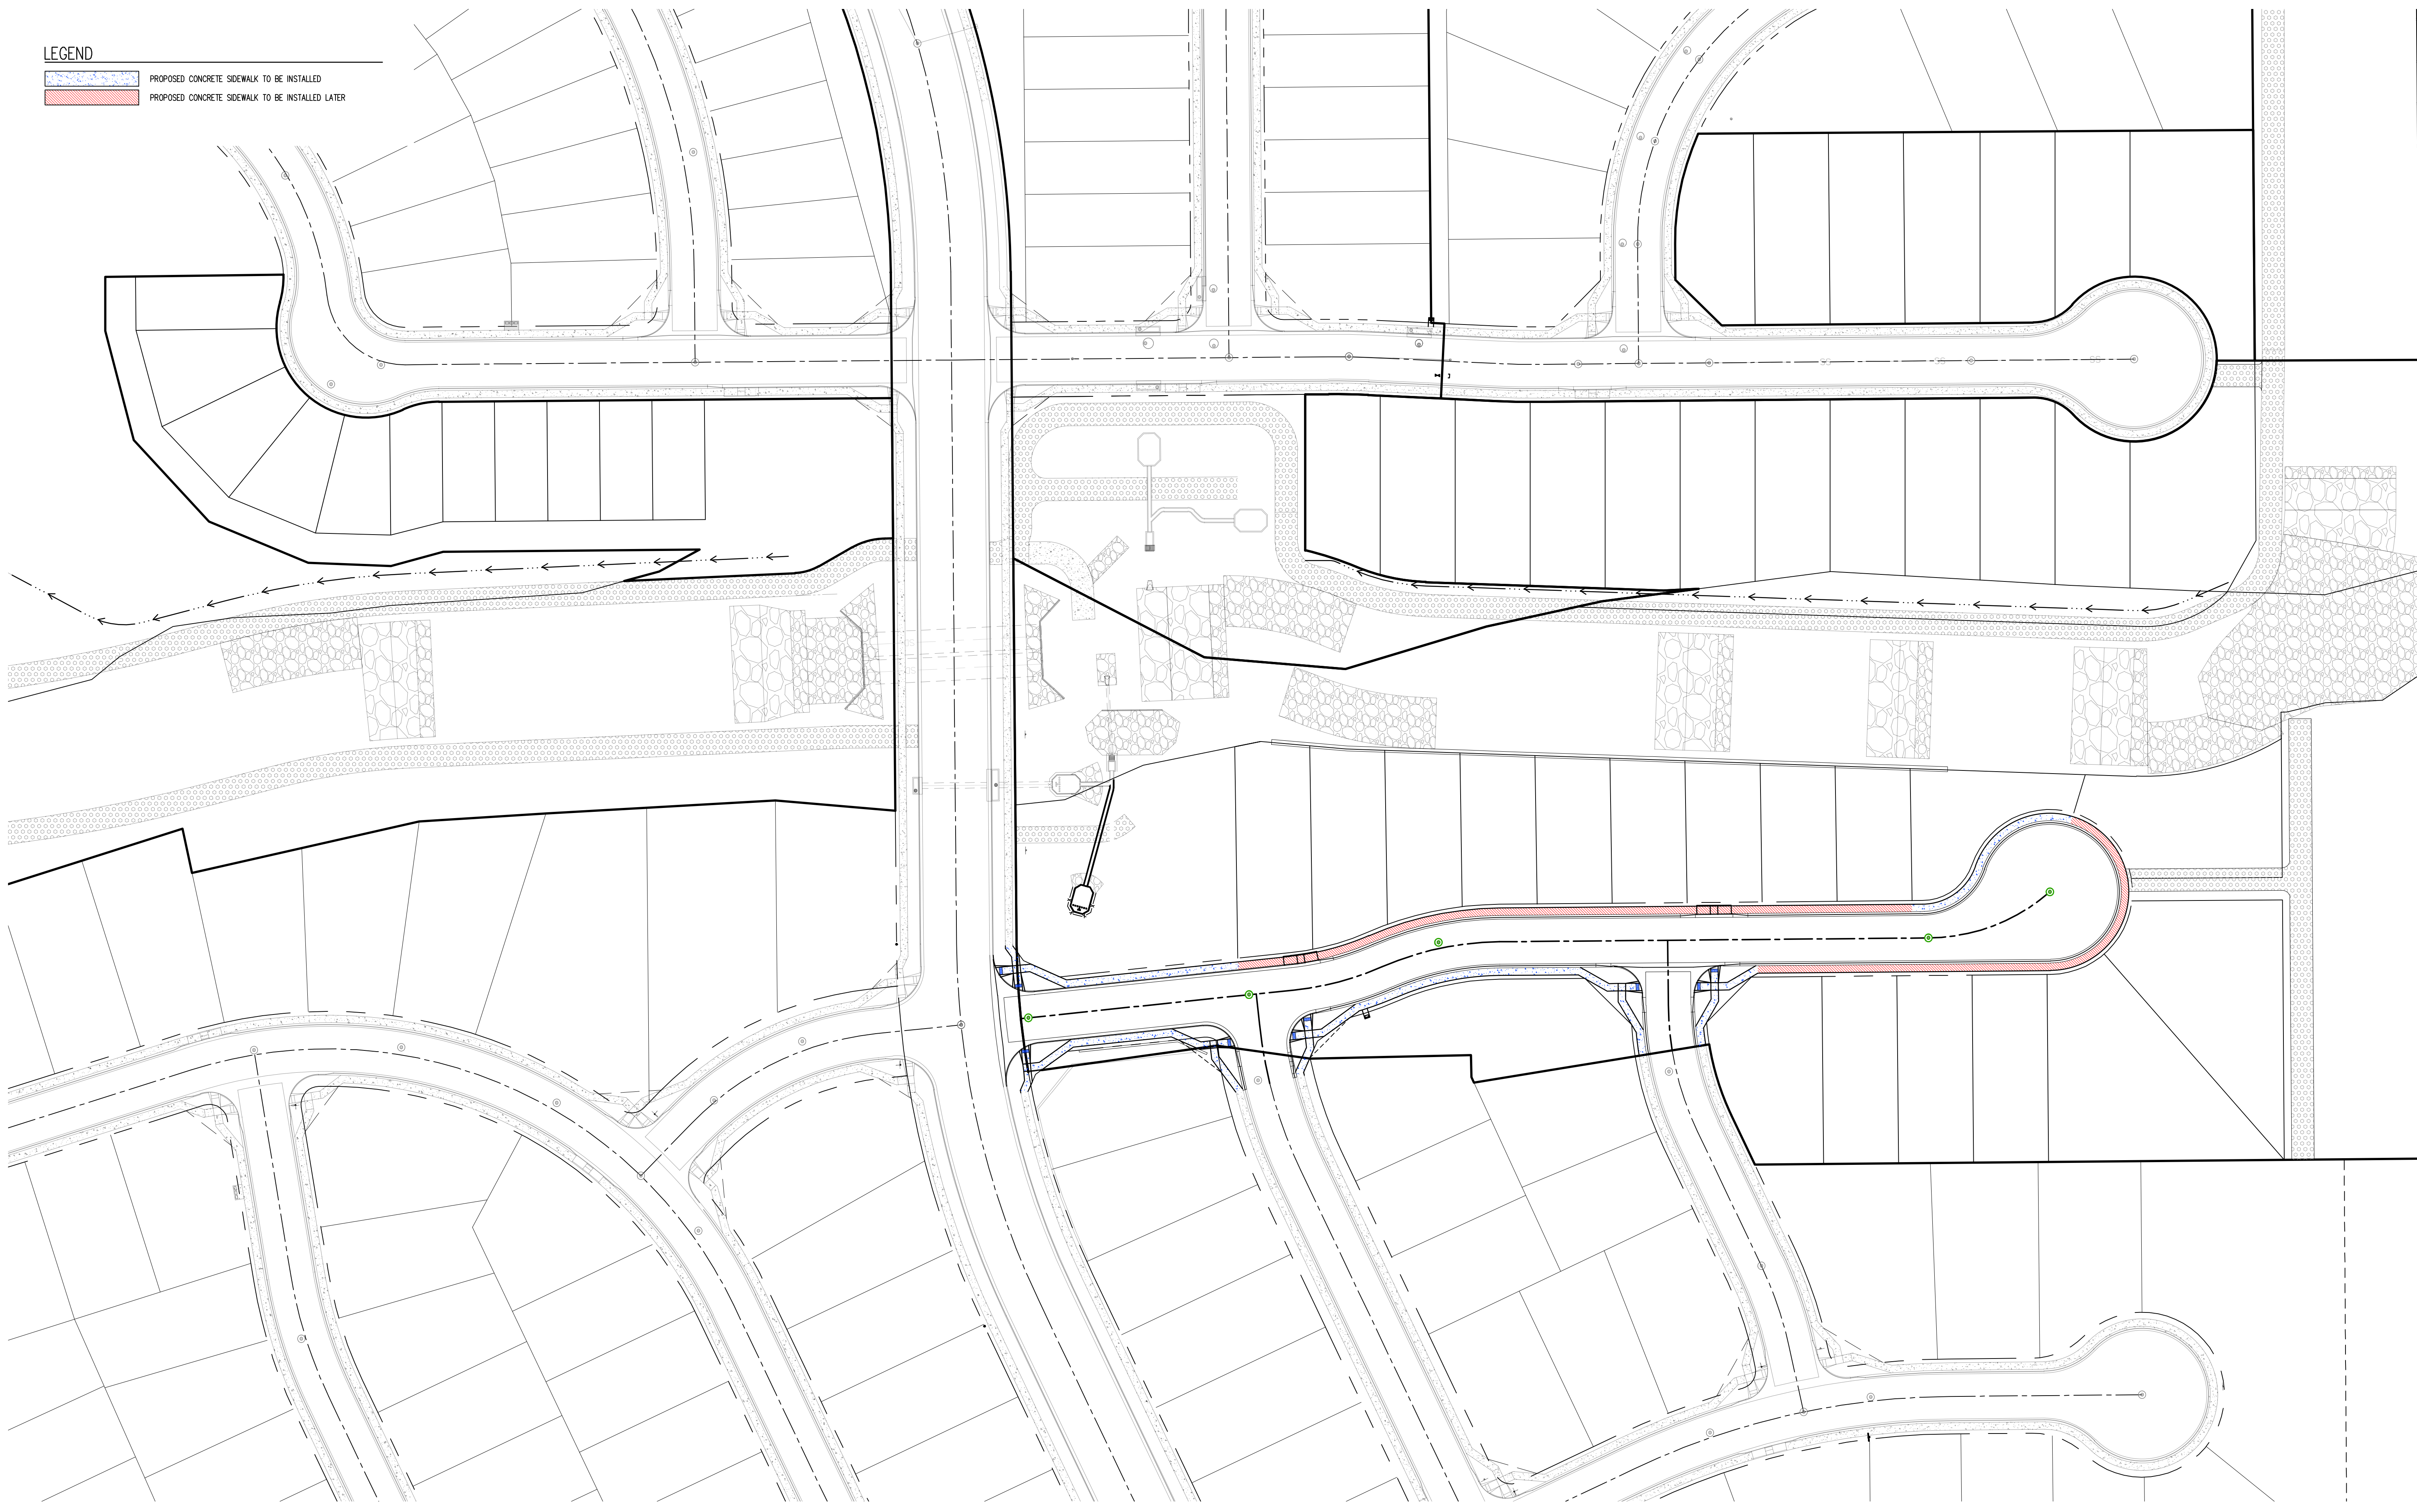 LEGEND
PROPOSED CONCRETE SIDEWALK TO BE INSTALLED
PROPOSED CONCRETE SIDEWALK TO BE INSTALLED LATER